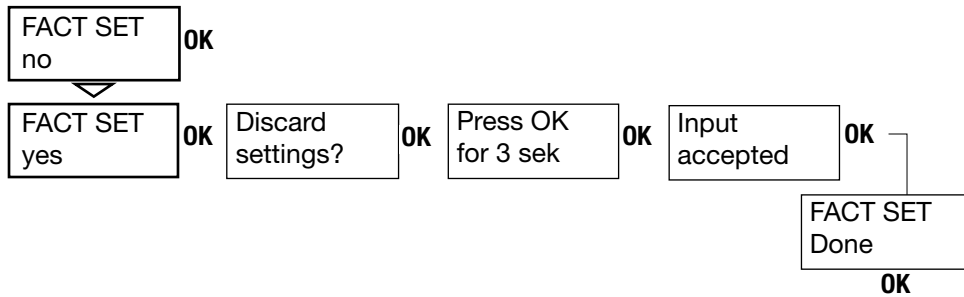 FACT SET
no
OK
FACT SET
yes
OK
Discard
settings?
OK
Press OK
for 3 sek
OK
Input
accepted
OK
FACT SET
Done
OK